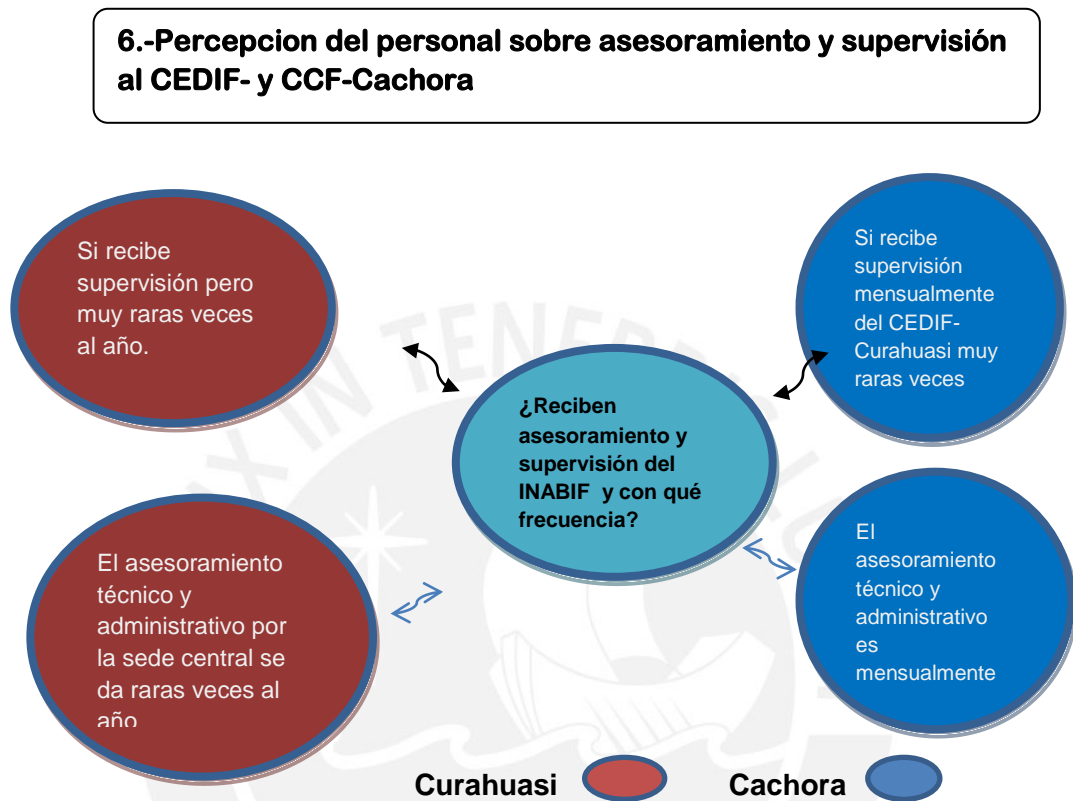 6.-Percepcion del personal sobre asesoramiento y supervisión
al CEDIF- y CCF-Cachora
Si recibe
supervisión pero
muy raras veces
al año.
Si recibe
supervisión
mensualmente
del CEDIF-
Curahuasi muy
raras veces
¿Reciben
asesoramiento y
supervisión del
INABIF y con qué
frecuencia?
El asesoramiento
técnico y
administrativo por
la sede central se
da raras veces al
año
El
asesoramiento
técnico y
administrativo
es
mensualmente
Curahuasi
Cachora